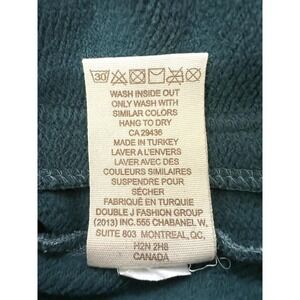 30
WASH INSIDE OUT
ONLY WASH WITH
SIMILAR COLORS
HANG TO DRY
CA 29436
MADE IN TURKEY
LAVER A L'ENVERS
LAVER AVEC DES
COULEURS SIMILAIRES
SUSPENDRE POUR
SÉCHER
FABRIQUÉ EN TURQUIE
DOUBLE J FASHION GROUP
(2013) INC. 555 CHABANEL W,
SUITE 803 MONTREAL, QC,
H2N 2H8
CANADA